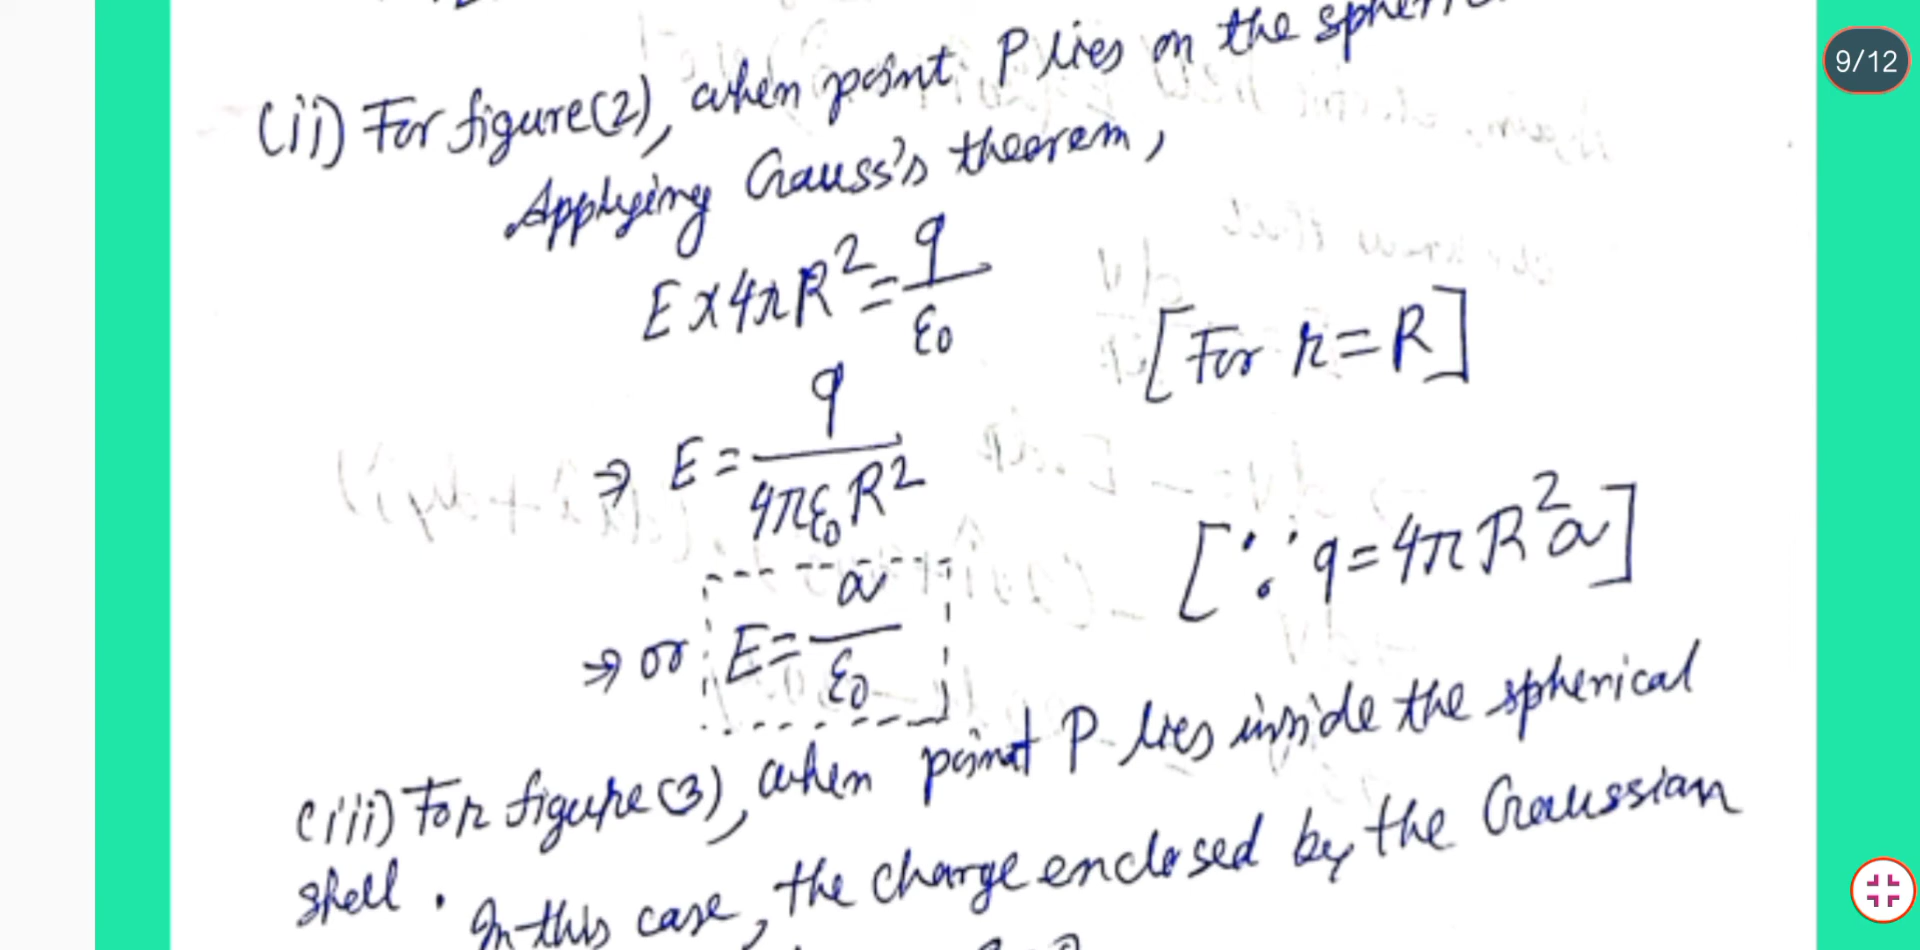 (ii) For figure(2), when point P lies on the
Applying Gauss's theorem,
E×4πR²=q/ε₀
[For r=R]
⇒ E=q/4πε₀R²
[∵ q=4πR²σ]
⇒ or E=σ/ε₀
(iii) For figure(3), when point P lies inside the spherical
shell. In this case, the charge enclosed by the Gaussian
9/12